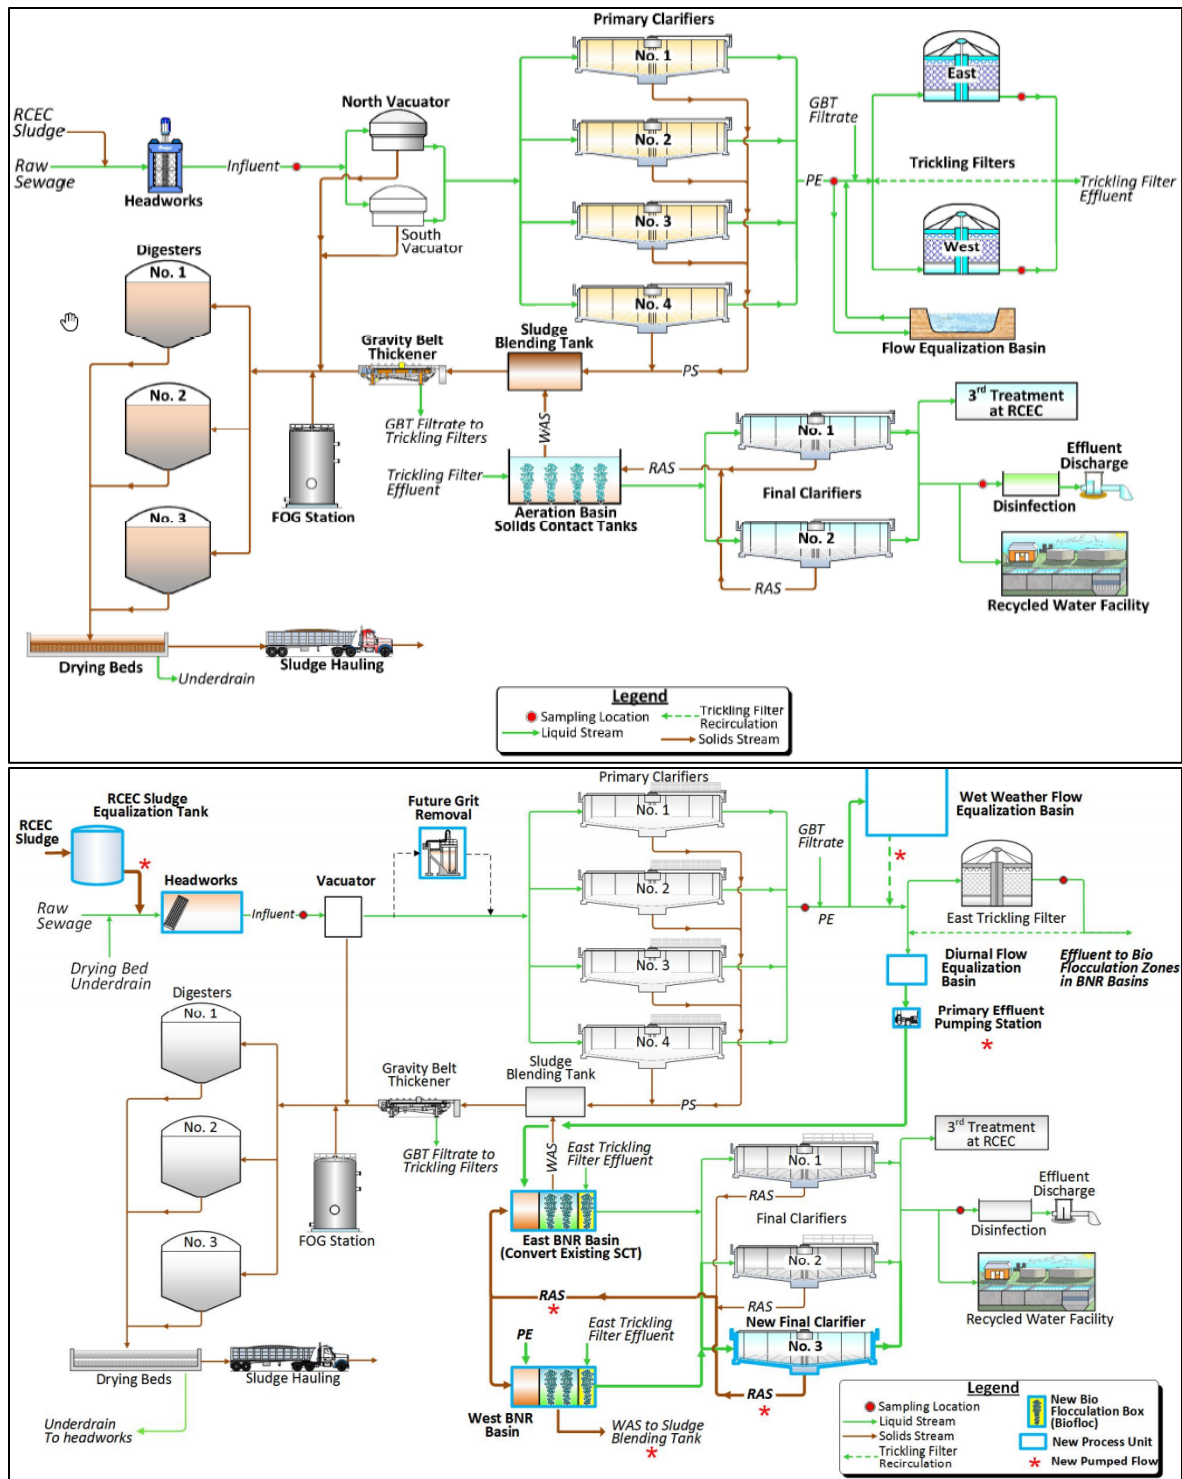 Primary Clarifiers
No. 1
No. 2
No. 3
No. 4
RCEC
Sludge
Raw
Sewage
Headworks
Influent
North Vacuator
South
Vacuator
PE
GBT
Filtrate
East
Trickling Filters
West
Trickling Filter
Effluent
Flow Equalization Basin
Digesters
No. 1
No. 2
No. 3
Gravity Belt
Thickener
Sludge
Blending Tank
PS
GBT Filtrate to
Trickling Filters
WAS
FOG Station
Trickling Filter
Effluent
Aeration Basin
Solids Contact Tanks
RAS
No. 1
Final Clarifiers
No. 2
RAS
3rd Treatment
at RCEC
Effluent
Discharge
Disinfection
Recycled Water Facility
Drying Beds
Underdrain
Sludge Hauling
Legend
Sampling Location
Liquid Stream
Trickling Filter
Recirculation
Solids Stream
RCEC Sludge
Equalization Tank
RCEC
Sludge
*
Headworks
Raw
Sewage
Drying Bed
Underdrain
Influent
Vacuator
Future Grit
Removal
Primary Clarifiers
No. 1
No. 2
No. 3
No. 4
GBT
Filtrate
PE
Wet Weather Flow
Equalization Basin
*
East Trickling Filter
Diurnal Flow
Equalization
Basin
Effluent to Bio
Flocculation Zones
in BNR Basins
Primary Effluent
Pumping Station
*
Digesters
No. 1
No. 2
No. 3
Gravity Belt
Thickener
Sludge
Blending Tank
PS
GBT Filtrate to
Trickling Filters
WAS
East Trickling
Filter Effluent
FOG Station
East BNR Basin
(Convert Existing SCT)
RAS
*
PE
East Trickling
Filter Effluent
West BNR
Basin
WAS to Sludge
Blending Tank
*
No. 1
RAS
Final Clarifiers
No. 2
RAS
New Final Clarifier
No. 3
RAS
*
3rd Treatment
at RCEC
Effluent
Discharge
Disinfection
Recycled Water
Facility
Drying Beds
Sludge Hauling
Underdrain
To headworks
Legend
Sampling Location
Liquid Stream
Solids Stream
Trickling Filter
Recirculation
New Bio
Flocculation Box
(Biofloc)
New Process Unit
* New Pumped Flow